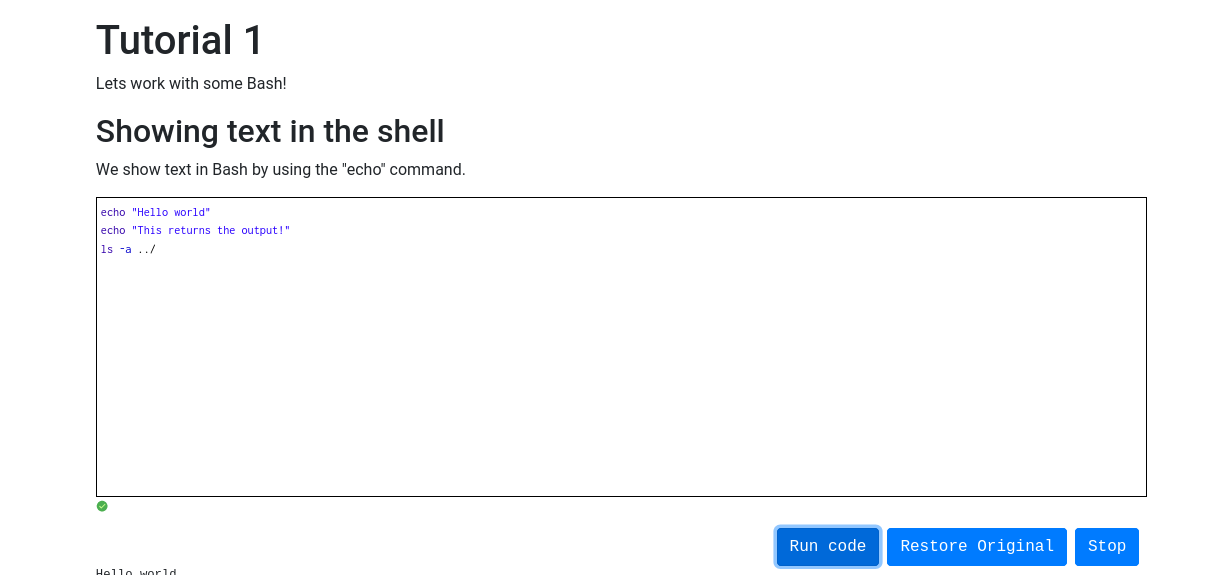 Tutorial 1
Lets work with some Bash!
Showing text in the shell
We show text in Bash by using the "echo" command.
echo "Hello world"
echo "This returns the output!"
ls -a ../
Run code
Restore Original
Stop
Hello world